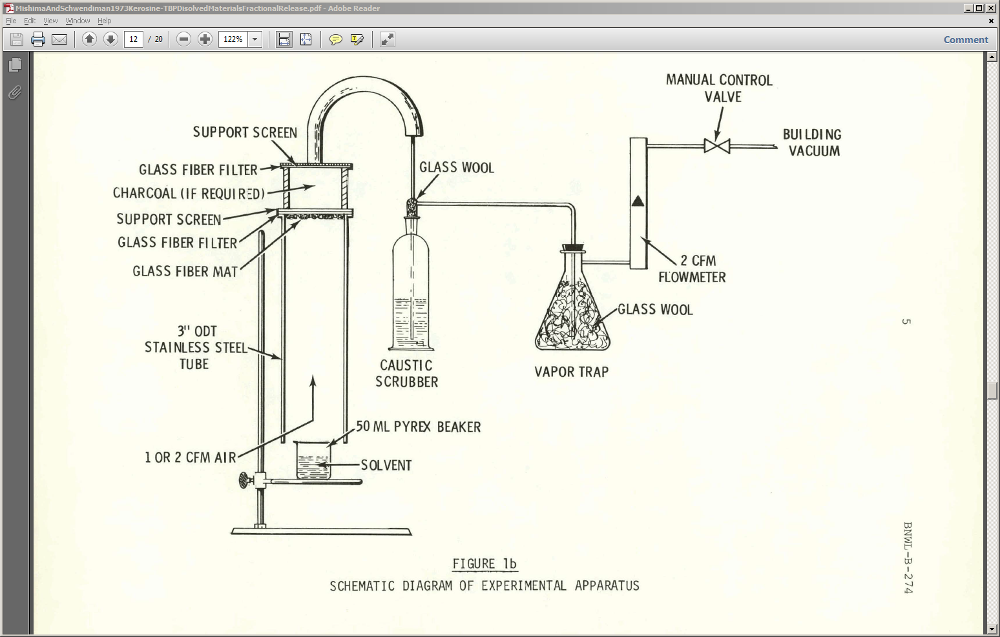 MishimaAndSchwendiman1973Kerosine-TBPDisolvedMaterialsFractionalRelease.pdf - Adobe Reader
File Edit View Window Help
12 / 20 122% Comment
MANUAL CONTROL
VALVE
BUILDING
VACUUM
SUPPORT SCREEN
GLASS FIBER FILTER
CHARCOAL (IF REQUIRED)
SUPPORT SCREEN
GLASS FIBER FILTER
GLASS FIBER MAT
GLASS WOOL
2 CFM
FLOWMETER
GLASS WOOL
3" ODT
STAINLESS STEEL
TUBE
CAUSTIC
SCRUBBER
VAPOR TRAP
50 ML PYREX BEAKER
1 OR 2 CFM AIR
SOLVENT
FIGURE 1b
SCHEMATIC DIAGRAM OF EXPERIMENTAL APPARATUS
5
BNWL-B-274